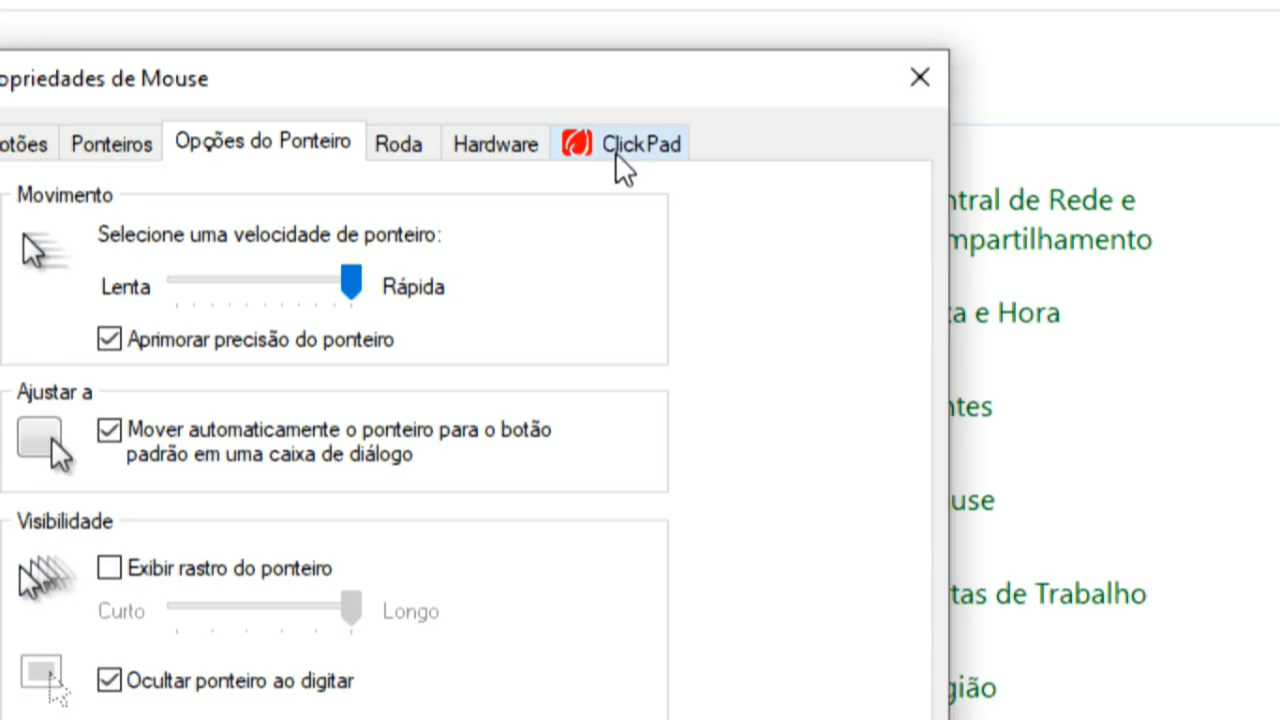 opriedades de Mouse
otões Ponteiros Opções do Ponteiro Roda Hardware ClickPad
Movimento
Selecione uma velocidade de ponteiro:
Lenta Rápida
Aprimorar precisão do ponteiro
Ajustar a
Mover automaticamente o ponteiro para o botão
padrão em uma caixa de diálogo
Visibilidade
Exibir rastro do ponteiro
Curto Longo
Ocultar ponteiro ao digitar
ntral de Rede e
mpartilhamento
ta e Hora
ntes
use
tas de Trabalho
gião